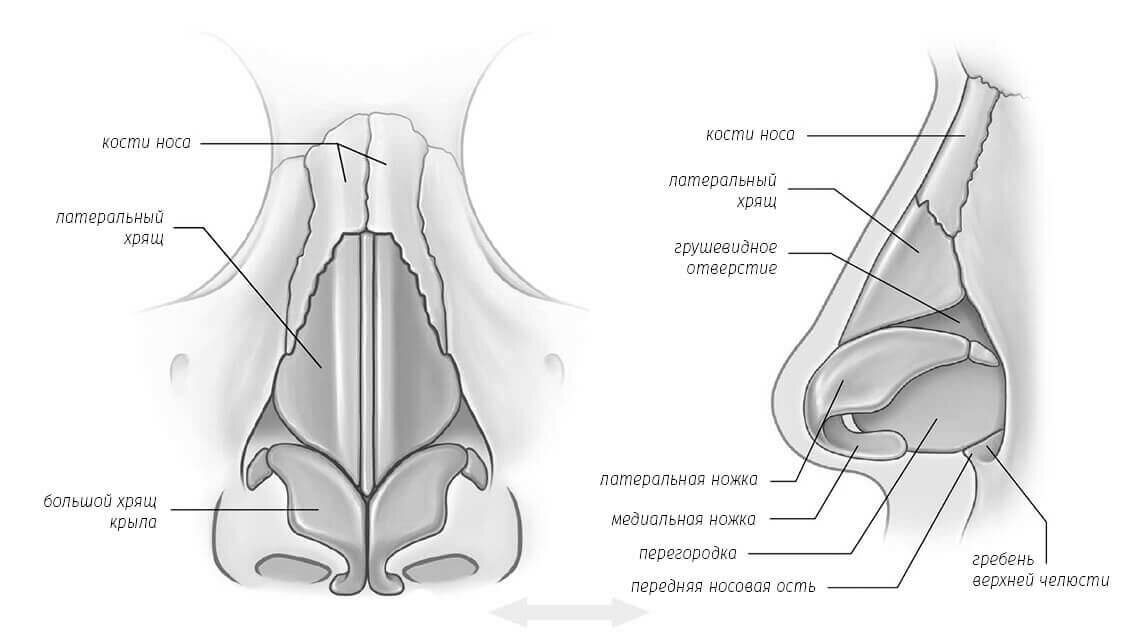 кости носа
латеральный
хрящ
большой хрящ
крыла
кости носа
латеральный
хрящ
грушевидное
отверстие
латеральная ножка
медиальная ножка
перегородка
передняя носовая ость
гребень
верхней челюсти